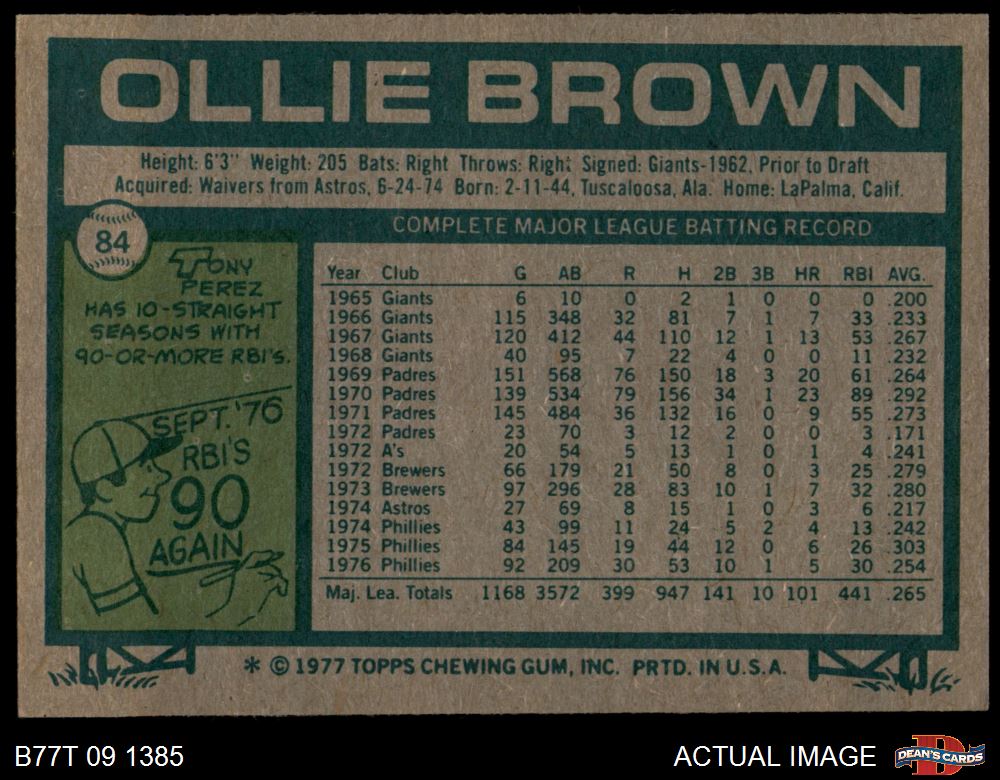 OLLIE BROWN
Height: 6'3" Weight: 205 Bats: Right Throws: Right Signed: Giants-1962, Prior to Draft
Acquired: Waivers from Astros, 6-24-74 Born: 2-11-44, Tuscaloosa, Ala. Home: LaPalma, Calif.
84
TONY
PEREZ
HAS 10-STRAIGHT
SEASONS WITH
90-OR-MORE RBI'S.
SEPT. '76
RBI'S
90
AGAIN
COMPLETE MAJOR LEAGUE BATTING RECORD
Year Club G AB R H 2B 3B HR RBI AVG.
1965 Giants 6 10 0 2 1 0 0 0 .200
1966 Giants 115 348 32 81 7 1 7 33 .233
1967 Giants 120 412 44 110 12 1 13 53 .267
1968 Giants 40 95 7 22 4 0 0 11 .232
1969 Padres 151 568 76 150 18 3 20 61 .264
1970 Padres 139 534 79 156 34 1 23 89 .292
1971 Padres 145 484 36 132 16 0 9 55 .273
1972 Padres 23 70 3 12 2 0 0 3 .171
1972 A's 20 54 5 13 1 0 1 4 .241
1972 Brewers 66 179 21 50 8 0 3 25 .279
1973 Brewers 97 296 28 83 10 1 7 32 .280
1974 Astros 27 69 8 15 1 0 3 6 .217
1974 Phillies 43 99 11 24 5 2 4 13 .242
1975 Phillies 84 145 19 44 12 0 6 26 .303
1976 Phillies 92 209 30 53 10 1 5 30 .254
Maj. Lea. Totals 1168 3572 399 947 141 10 101 441 .265
* © 1977 TOPPS CHEWING GUM, INC. PRTD. IN U.S.A.
B77T 09 1385
ACTUAL IMAGE
D
DEAN'S CARDS